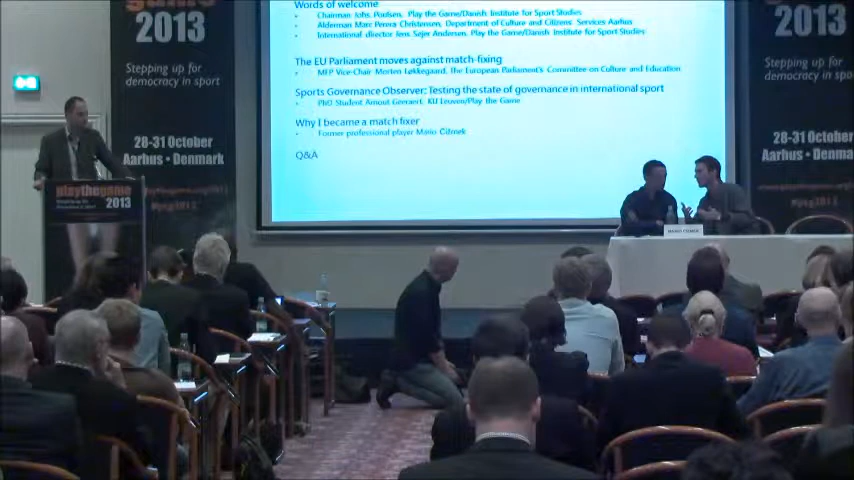 Words of welcome
• Chairman Jens Poulsen, Play the Game/Danish Institute for Sport Studies
• Alderman Marc Perera Christensen, Department of Culture and Citizens' Services Aarhus
• International director Jens Sejer Andersen, Play the Game/Danish Institute for Sport Studies
The EU Parliament moves against match-fixing
• MEP Vice-Chair Morten Løkkegaard, The European Parliament's Committee on Culture and Education
Sports Governance Observer: Testing the state of governance in international sport
• PhD Student Arnout Geeraert, KU Leuven/Play the Game
Why I became a match fixer
• Former professional player Mario Čižmek
Q&A
game
2013
Stepping up for
democracy in sport
28-31 October
Aarhus • Denmark
playthegame
2013
MARIO CIZMEK
2013
Stepping up for
democracy in sport
28-31 October
Aarhus • Denma